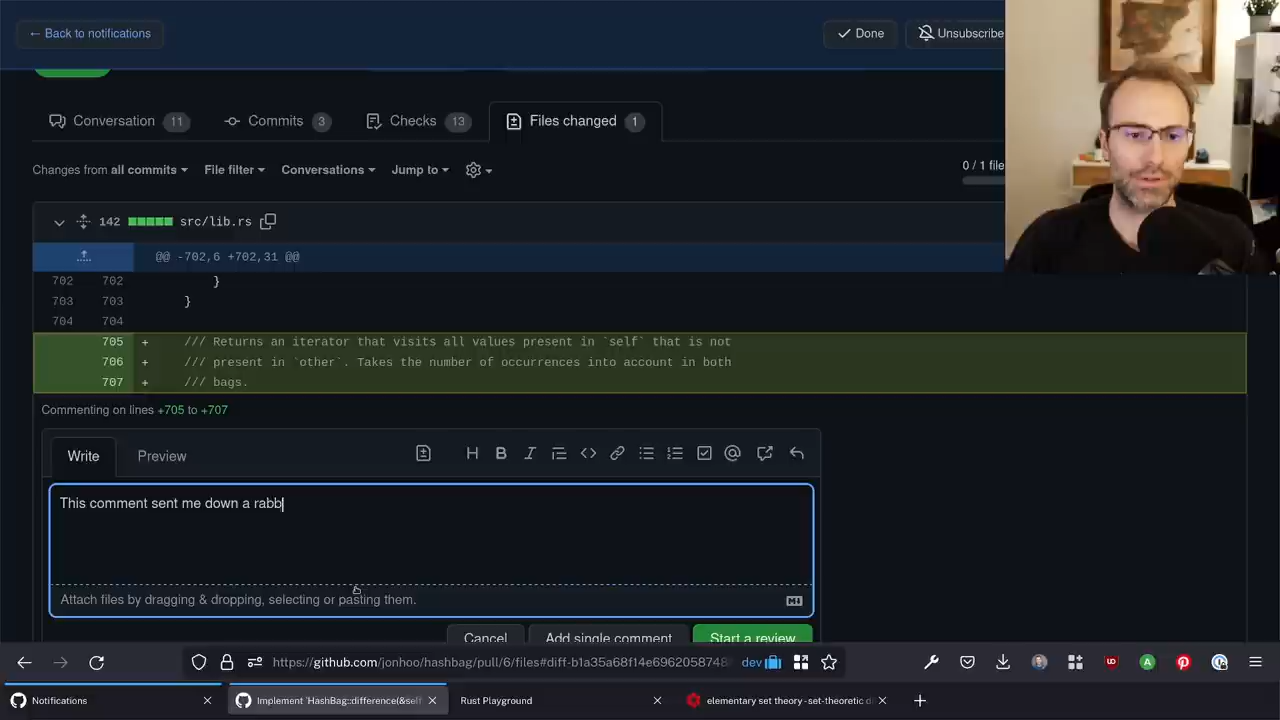 ← Back to notifications
Done
Unsubscribe
Conversation 11
Commits 3
Checks 13
Files changed 1
Changes from all commits
File filter
Conversations
Jump to
0 / 1 file
142
src/lib.rs
@@ -702,6 +702,31 @@
702 702 }
703 703 }
704 704
705 + /// Returns an iterator that visits all values present in `self` that is not
706 + /// present in `other`. Takes the number of occurrences into account in both
707 + /// bags.
Commenting on lines +705 to +707
Write
Preview
H B I
This comment sent me down a rabb
Attach files by dragging & dropping, selecting or pasting them.
Cancel
Add single comment
Start a review
https://github.com/jonhoo/hashbag/pull/6/files#diff-b1a35a68f14e6962058748
dev
Notifications
Implement 'HashBag::difference(&self
Rust Playground
elementary set theory - set-theoretic di